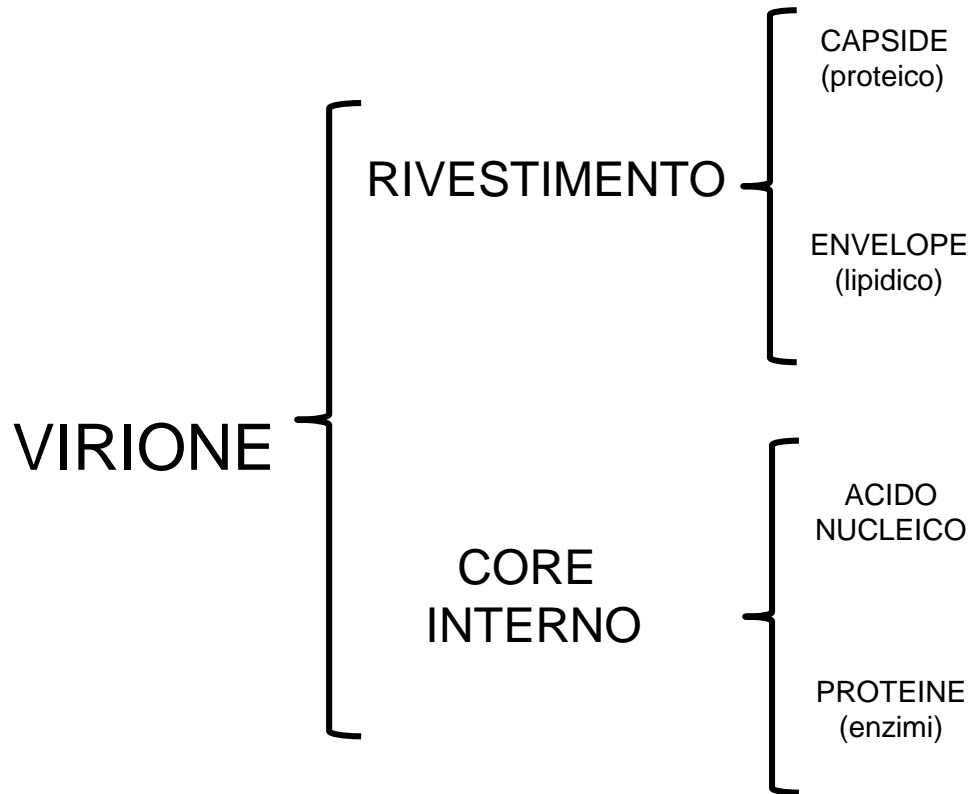 VIRIONE
RIVESTIMENTO
CAPSIDE
(proteico)
ENVELOPE
(lipidico)
CORE
INTERNO
ACIDO
NUCLEICO
PROTEINE
(enzimi)